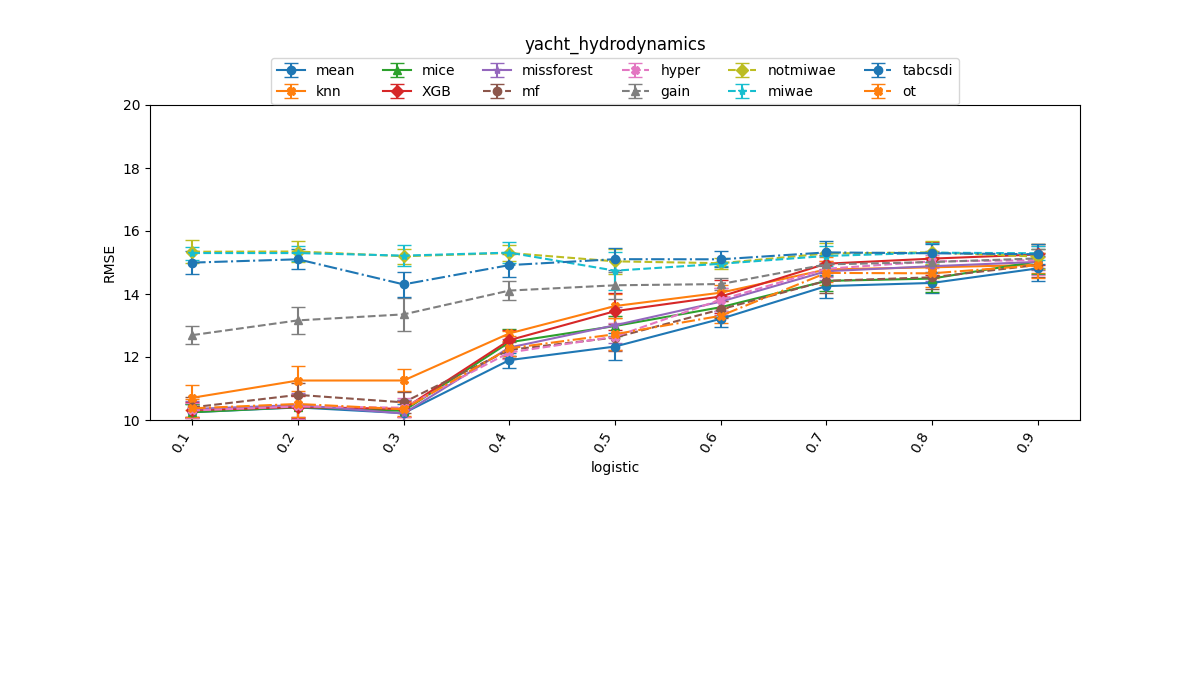 yacht_hydrodynamics
mean mice missforest hyper notmiwae tabcsdi
knn XGB mf gain miwae ot
20
18
16
14
12
10
RMSE
0.1 0.2 0.3 0.4 0.5 0.6 0.7 0.8 0.9
logistic